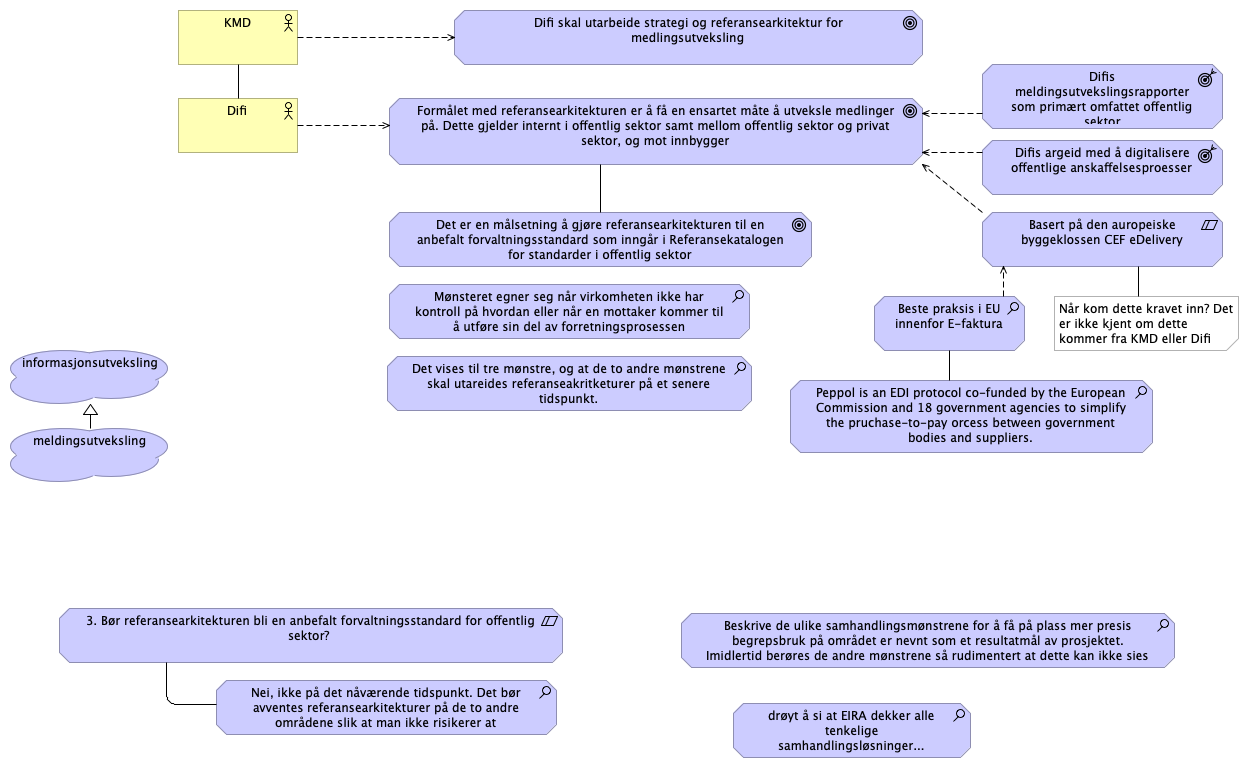 KMD
Difi skal utarbeide strategi og referansearkitektur for
medlingsutveksling
Difi
Formålet med referansearkitekturen er å få en ensartet måte å utveksle medlinger
på. Dette gjelder internt i offentlig sektor samt mellom offentlig sektor og privat
sektor, og mot innbygger
Difis
meldingsutvekslingsrapporter
som primært omfattet offentlig
sektor
Difis argeid med å digitalisere
offentlige anskaffelsesproesser
Det er en målsetning å gjøre referansearkitekturen til en
anbefalt forvaltningsstandard som inngår i Referansekatalogen
for standarder i offentlig sektor
Basert på den auropeiske
byggeklossen CEF eDelivery
Mønsteret egner seg når virkomheten ikke har
kontroll på hvordan eller når en mottaker kommer til
å utføre sin del av forretningsprosessen
Beste praksis i EU
innenfor E-faktura
Når kom dette kravet inn? Det
er ikke kjent om dette
kommer fra KMD eller Difi
informasjonsutveksling
Det vises til tre mønstre, og at de to andre mønstrene
skal utareides referanseakritketurer på et senere
tidspunkt.
Peppol is an EDI protocol co-funded by the European
Commission and 18 government agencies to simplify
the pruchase-to-pay orcess between government
bodies and suppliers.
meldingsutveksling
3. Bør referansearkitekturen bli en anbefalt forvaltningsstandard for offentlig
sektor?
Beskrive de ulike samhandlingsmønstrene for å få på plass mer presis
begrepsbruk på området er nevnt som et resultatmål av prosjektet.
Imidlertid berøres de andre mønstrene så rudimentert at dette kan ikke sies
Nei, ikke på det nåværende tidspunkt. Det bør
avventes referansearkitekturer på de to andre
områdene slik at man ikke risikerer at
drøyt å si at EIRA dekker alle
tenkelige
samhandlingsløsninger...